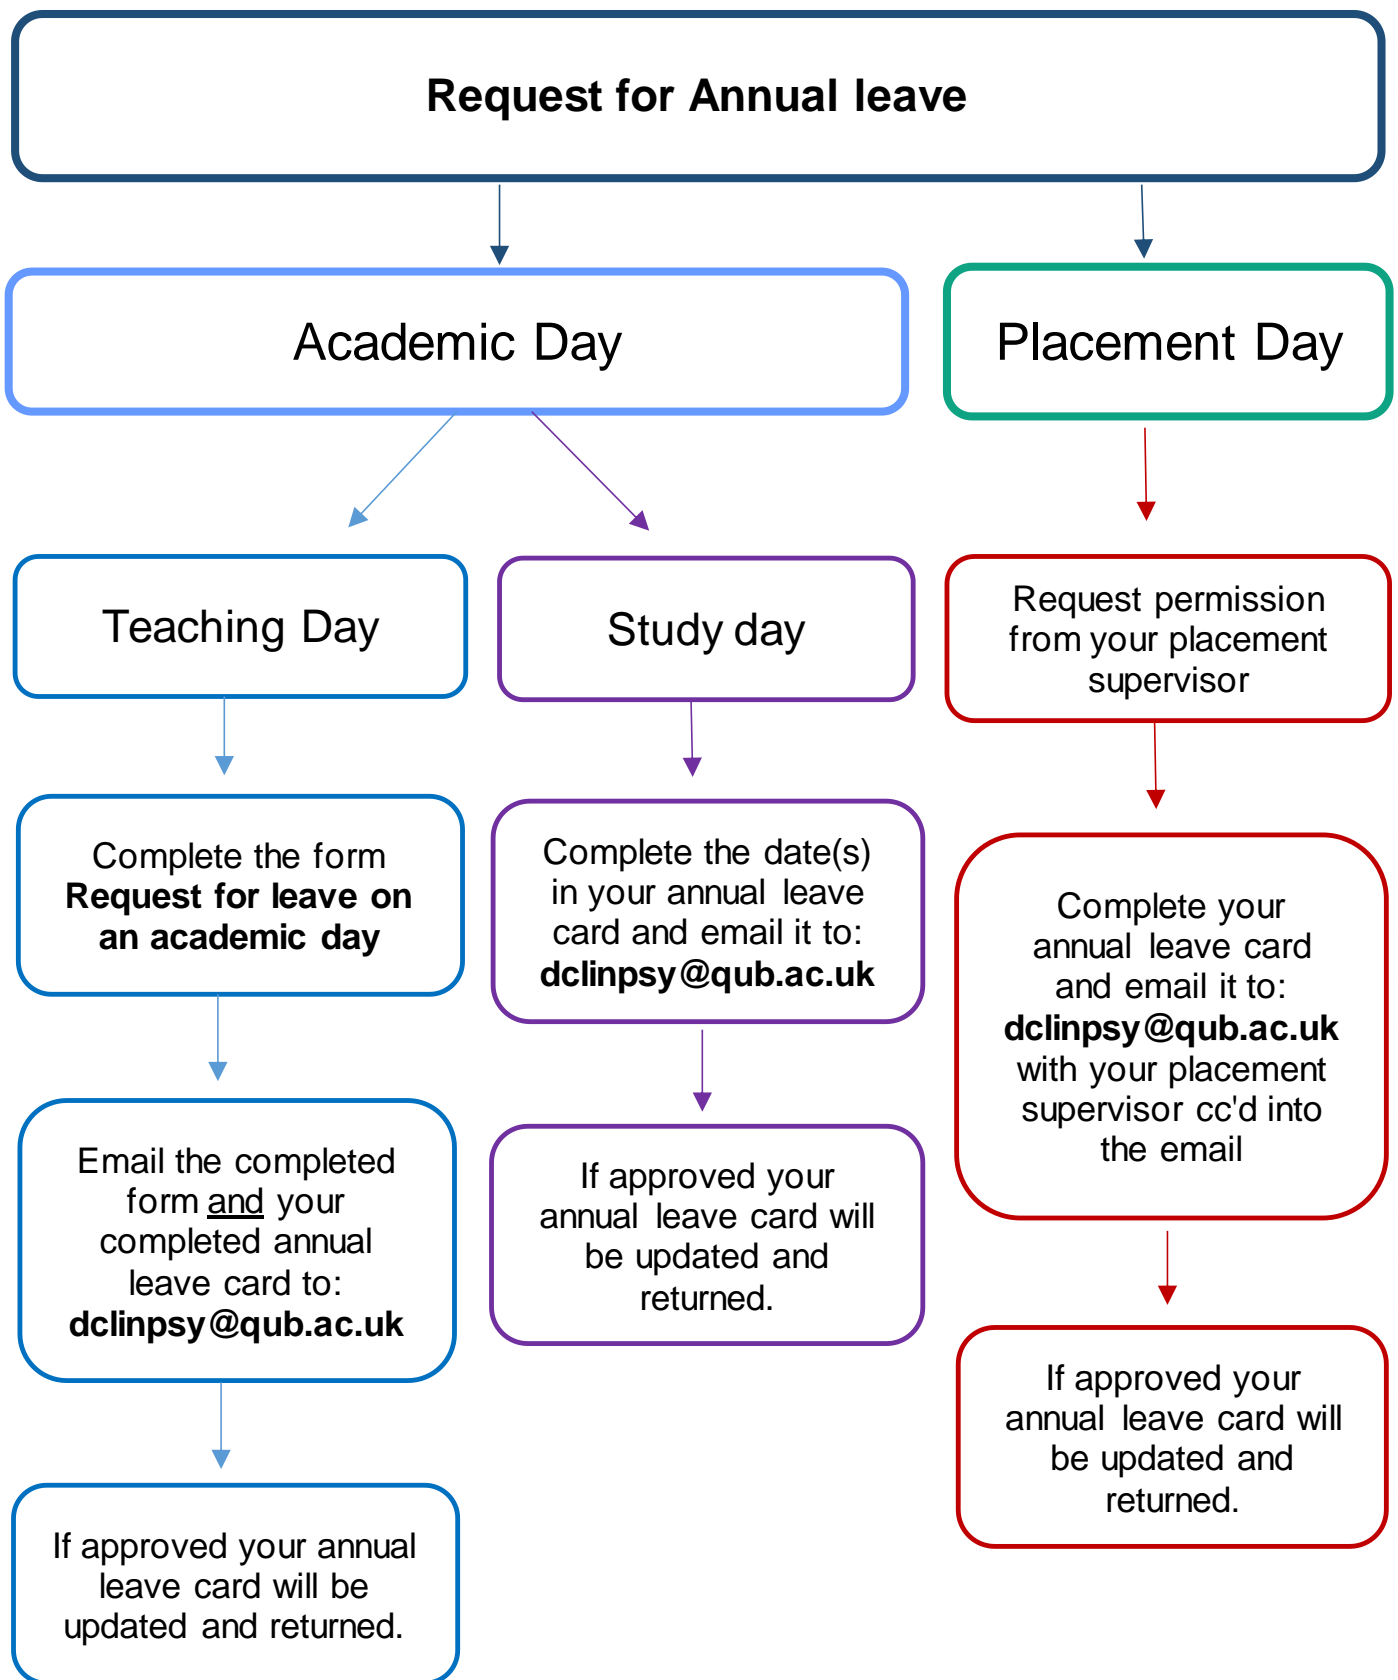 Request for Annual leave
Academic Day
Placement Day
Teaching Day
Study day
Request permission
from your placement
supervisor
Complete the form
Request for leave on
an academic day
Complete the date(s)
in your annual leave
card and email it to:
dclinpsy@qub.ac.uk
Complete your
annual leave card
and email it to:
dclinpsy@qub.ac.uk
with your placement
supervisor cc'd into
the email
Email the completed
form and your
completed annual
leave card to:
dclinpsy@qub.ac.uk
If approved your
annual leave card will
be updated and
returned.
If approved your
annual leave card will
be updated and
returned.
If approved your annual
leave card will be
updated and returned.